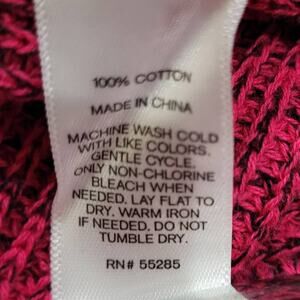 100% COTTON
MADE IN CHINA
MACHINE WASH COLD
WITH LIKE COLORS.
GENTLE CYCLE.
ONLY NON-CHLORINE
BLEACH WHEN
NEEDED. LAY FLAT TO
DRY. WARM IRON
IF NEEDED. DO NOT
TUMBLE DRY.
RN# 55285